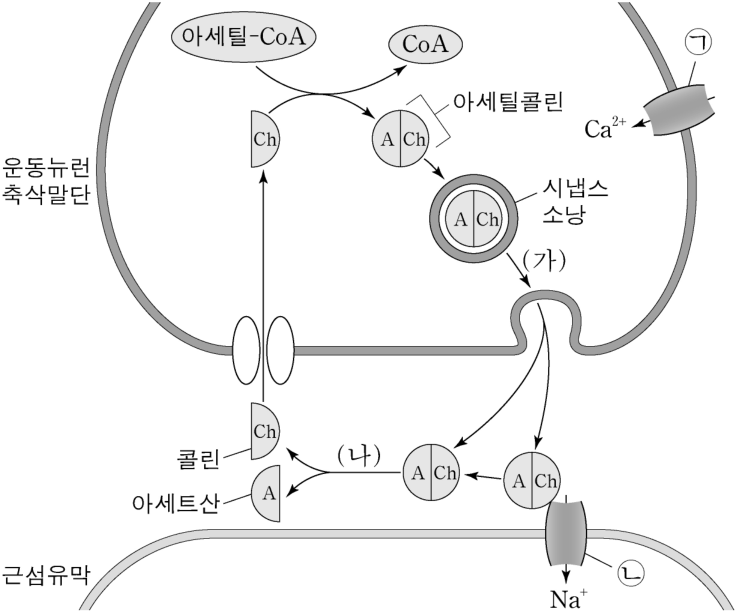 아세틸-CoA
CoA
㉠
아세틸콜린
Ch
A Ch
Ca²⁺
운동뉴런
축삭말단
시냅스
소낭
A Ch
(가)
Ch
콜린
(나)
A Ch
A Ch
아세트산
A
근섬유막
㉡
Na⁺